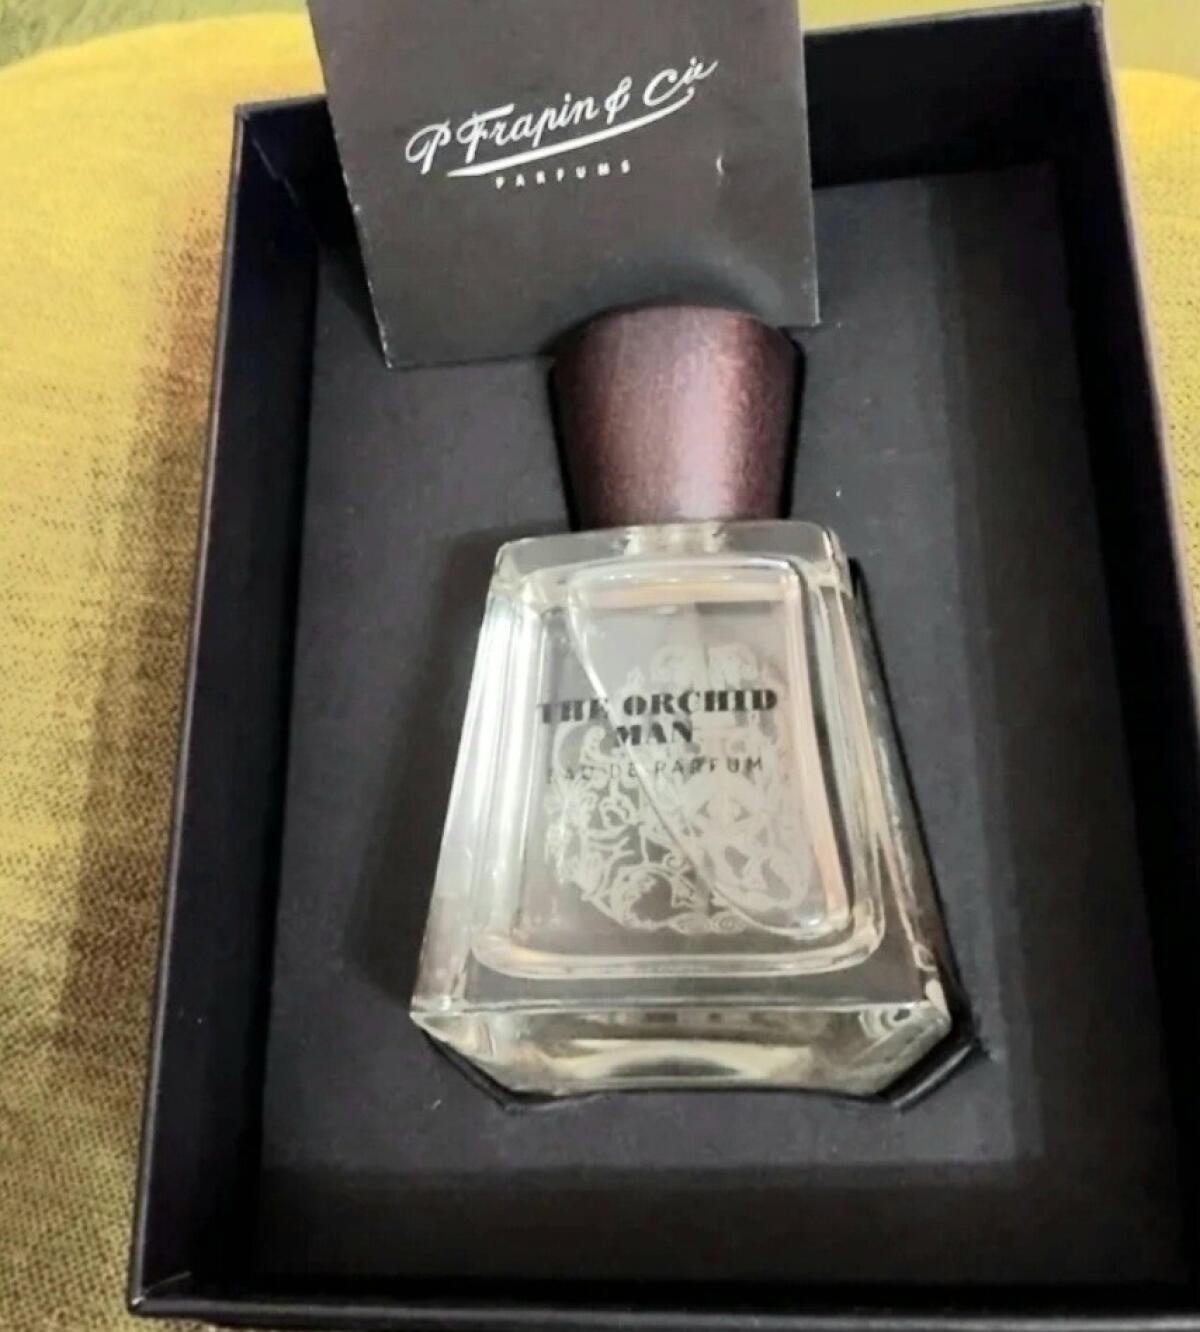 P Frapin & Cie
PARFUMS
THE ORCHID
MAN
EAU DE PARFUM